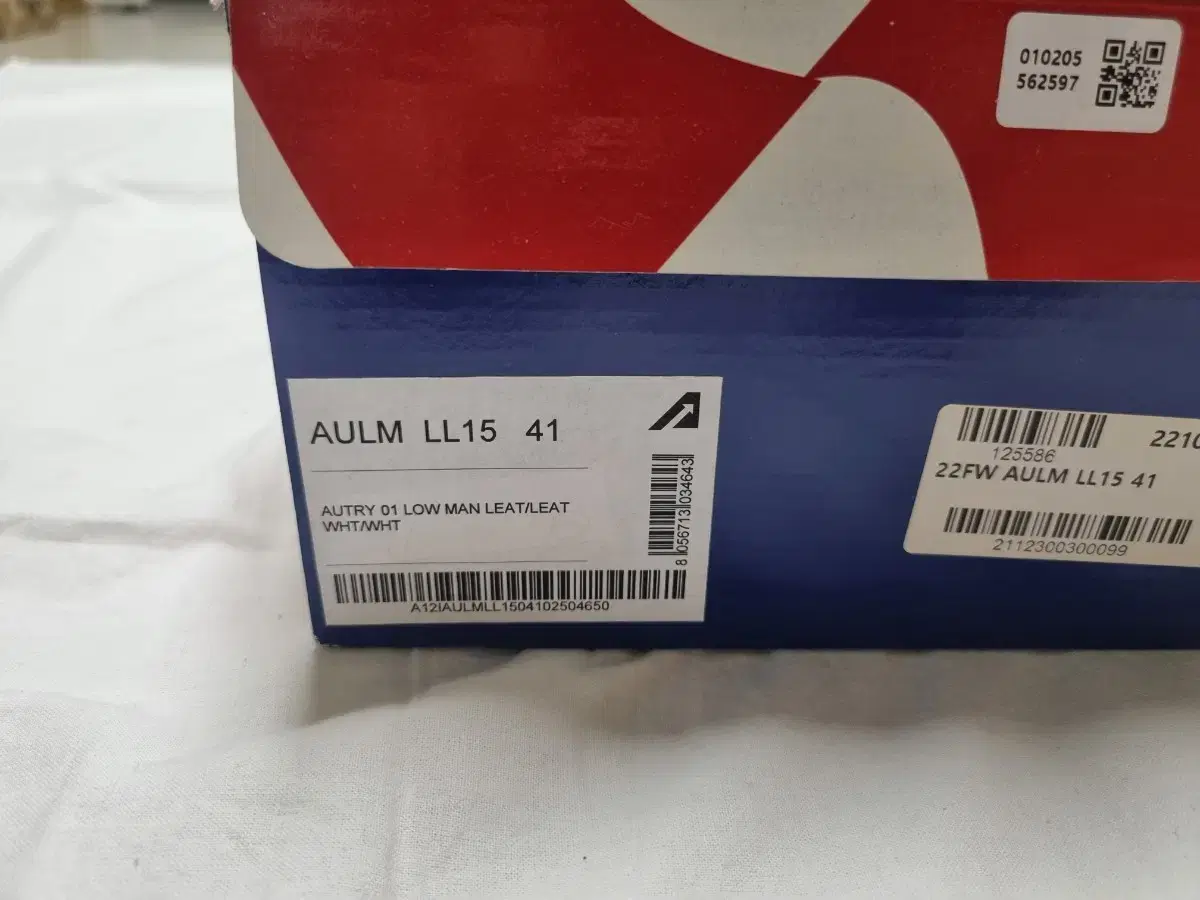 010205
562597
AULM LL15 41
AUTRY 01 LOW MAN LEAT/LEAT
WHT/WHT
8 056713 034643
A12IAULMLL1504102504650
125586
2210
22FW AULM LL15 41
2112300300099